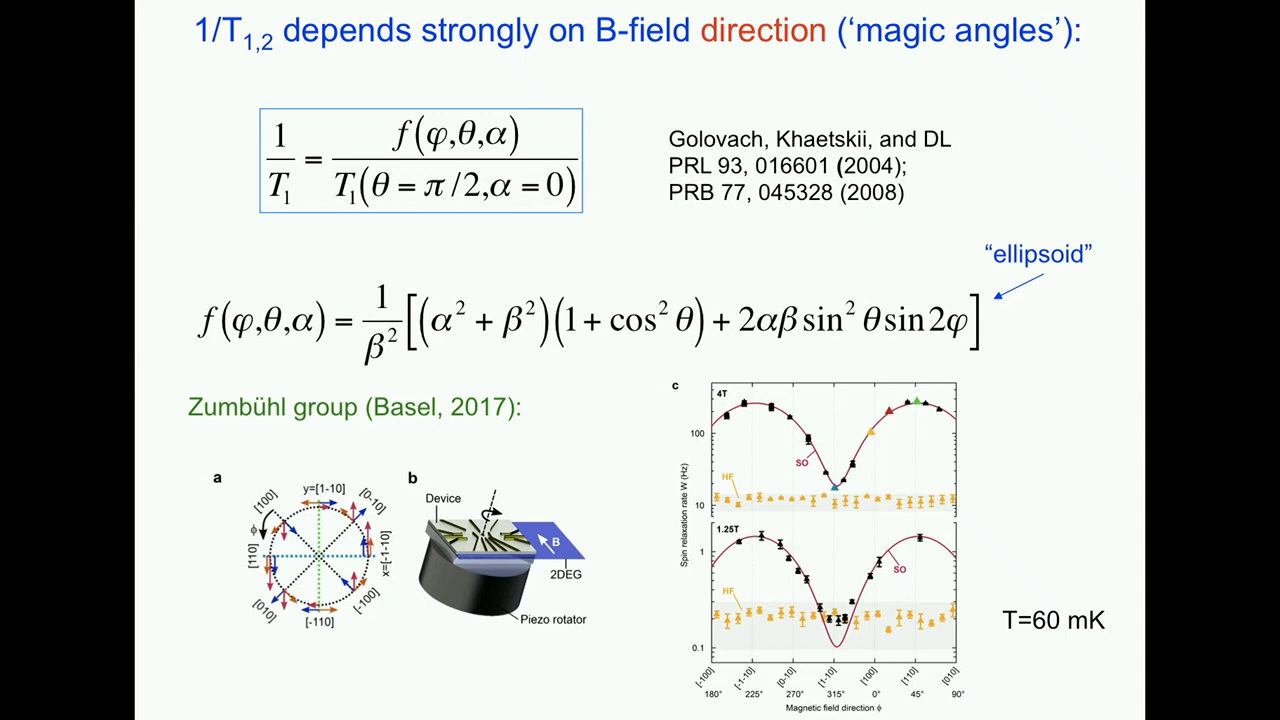 1/T1,2 depends strongly on B-field direction ('magic angles'):
1/T₁ = f(φ,θ,α) / T₁(θ = π/2,α = 0)
Golovach, Khaetskii, and DL
PRL 93, 016601 (2004);
PRB 77, 045328 (2008)
“ellipsoid”
f(φ,θ,α) = 1/β² [(α² + β²)(1 + cos² θ) + 2αβ sin² θ sin 2φ]
Zumbühl group (Basel, 2017):
a
y=[1-10]
[0-10]
[100]
ϕ
[110]
x=[-1-10]
[010]
[-100]
[-110]
b
Device
B
2DEG
Piezo rotator
c
4T
SO
HF
100
10
1.25T
SO
HF
1
0.1
Spin relaxation rate W (Hz)
[-100] [-1-10] [0-10] [1-10] [100] [110] [010]
180° 225° 270° 315° 0° 45° 90°
Magnetic field direction ϕ
T=60 mK